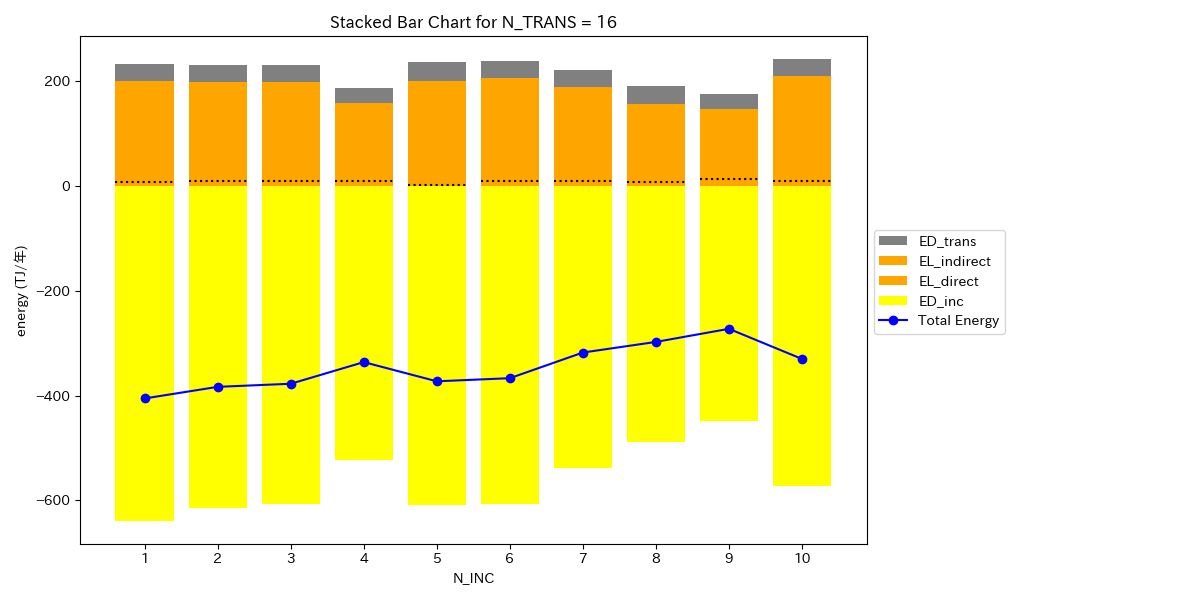 Stacked Bar Chart for N_TRANS = 16
energy (TJ/年)
200
0
−200
−400
−600
1 2 3 4 5 6 7 8 9 10
N_INC
ED_trans
EL_indirect
EL_direct
ED_inc
Total Energy